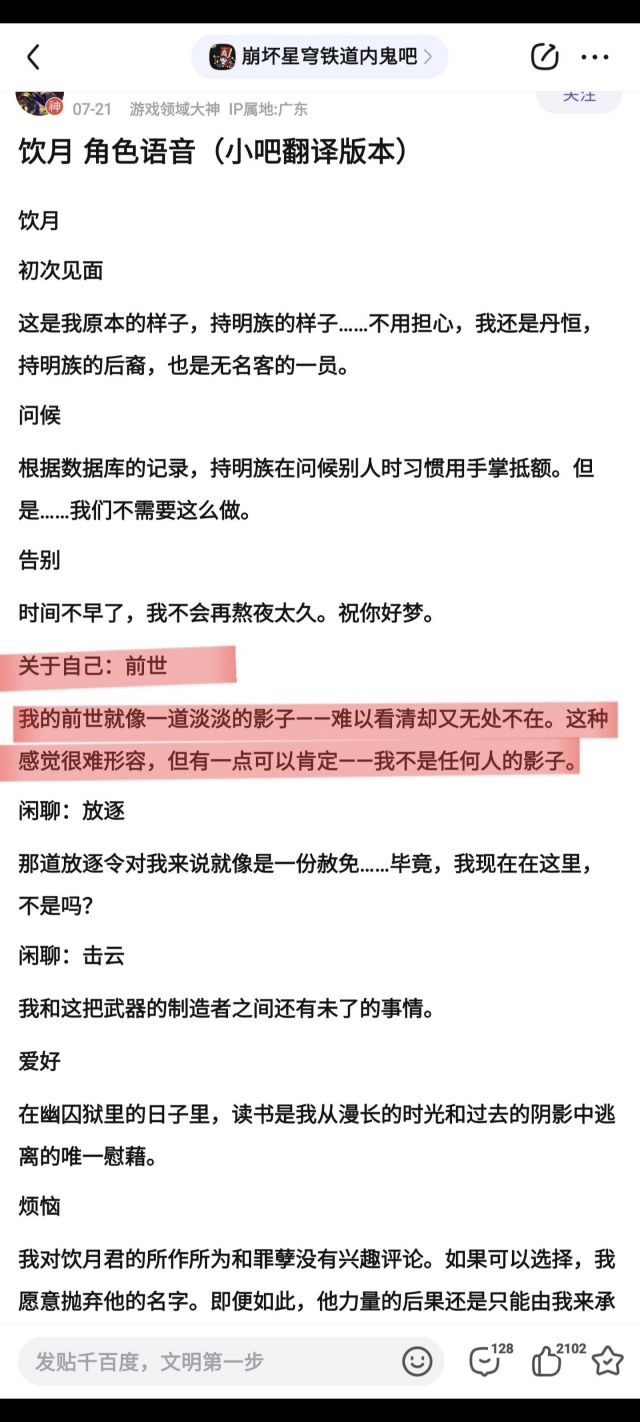 崩坏星穹铁道内鬼吧
神 07-21 游戏领域大神 IP属地:广东
关注
饮月 角色语音（小吧翻译版本）
饮月
初次见面
这是我原本的样子，持明族的样子……不用担心，我还是丹恒，
持明族的后裔，也是无名客的一员。
问候
根据数据库的记录，持明族在问候别人时习惯用手掌抵额。但
是……我们不需要这么做。
告别
时间不早了，我不会再熬夜太久。祝你好梦。
关于自己：前世
我的前世就像一道淡淡的影子——难以看清却又无处不在。这种
感觉很难形容，但有一点可以肯定——我不是任何人的影子。
闲聊：放逐
那道放逐令对我来说就像是一份赦免……毕竟，我现在在这里，
不是吗？
闲聊：击云
我和这把武器的制造者之间还有未了的事情。
爱好
在幽囚狱里的日子里，读书是我从漫长的时光和过去的阴影中逃
离的唯一慰藉。
烦恼
我对饮月君的所作所为和罪孽没有兴趣评论。如果可以选择，我
愿意抛弃他的名字。即便如此，他力量的后果还是只能由我来承
发贴千百度，文明第一步
128
2102